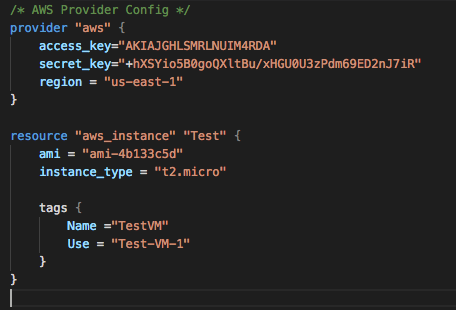 /* AWS Provider Config */
provider "aws" {
access_key="AKIAJGHLSMRLNUIM4RDA"
secret_key="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"
region = "us-east-1"
}
resource "aws_instance" "Test" {
ami = "ami-4b133c5d"
instance_type = "t2.micro"
tags {
Name ="TestVM"
Use = "Test-VM-1"
}
}